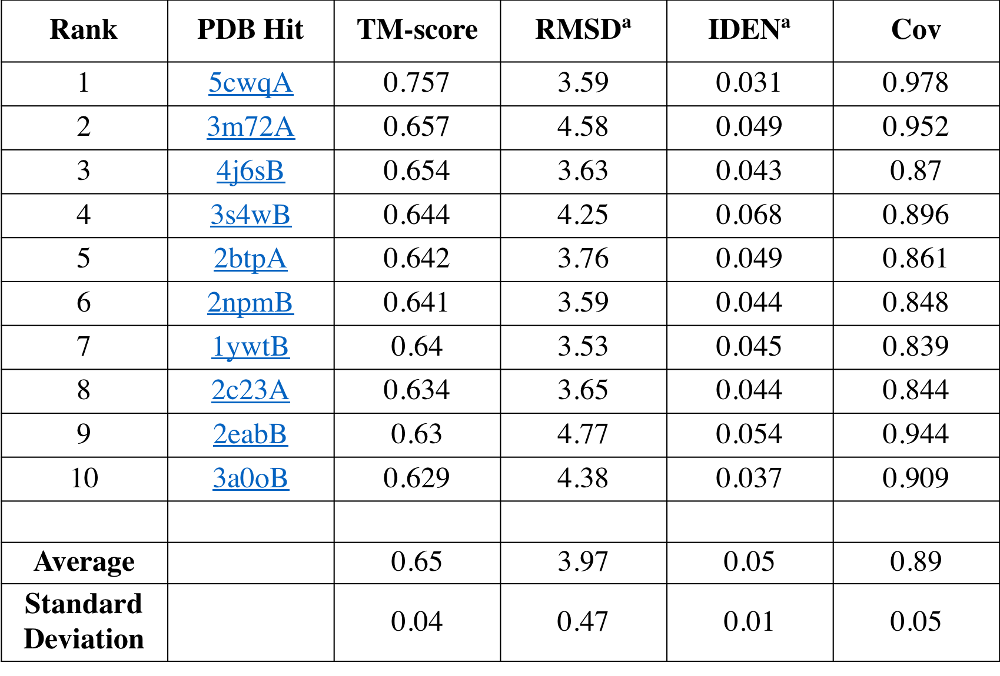 Rank PDB Hit TM-score RMSDᵃ IDENᵃ Cov
1 5cwqA 0.757 3.59 0.031 0.978
2 3m72A 0.657 4.58 0.049 0.952
3 4j6sB 0.654 3.63 0.043 0.87
4 3s4wB 0.644 4.25 0.068 0.896
5 2btpA 0.642 3.76 0.049 0.861
6 2npmB 0.641 3.59 0.044 0.848
7 1ywtB 0.64 3.53 0.045 0.839
8 2c23A 0.634 3.65 0.044 0.844
9 2eabB 0.63 4.77 0.054 0.944
10 3a0oB 0.629 4.38 0.037 0.909
Average 0.65 3.97 0.05 0.89
Standard
Deviation 0.04 0.47 0.01 0.05